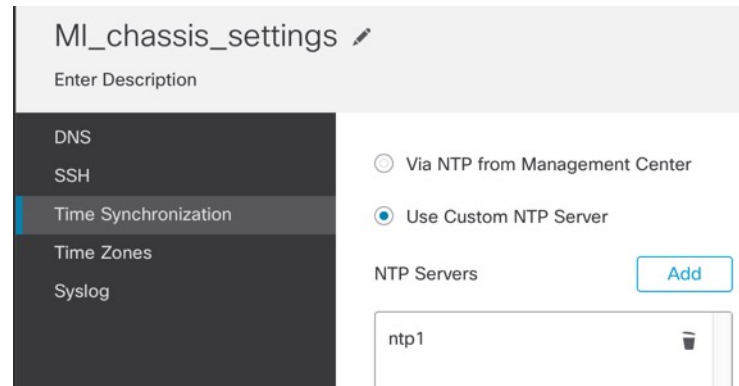 MI_chassis_settings
Enter Description
DNS
SSH
Time Synchronization
Time Zones
Syslog
Via NTP from Management Center
Use Custom NTP Server
NTP Servers
Add
ntp1